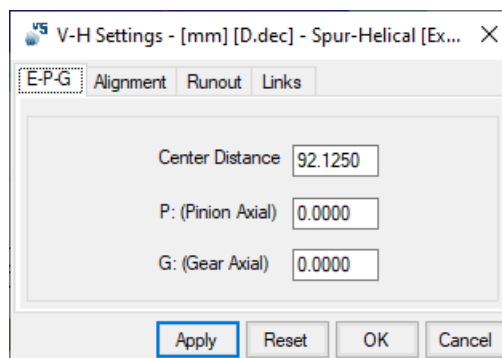 V-H Settings - [mm] [D.dec] - Spur-Helical [Ex...
E-P-G Alignment Runout Links
Center Distance 92.1250
P: (Pinion Axial) 0.0000
G: (Gear Axial) 0.0000
Apply Reset OK Cancel